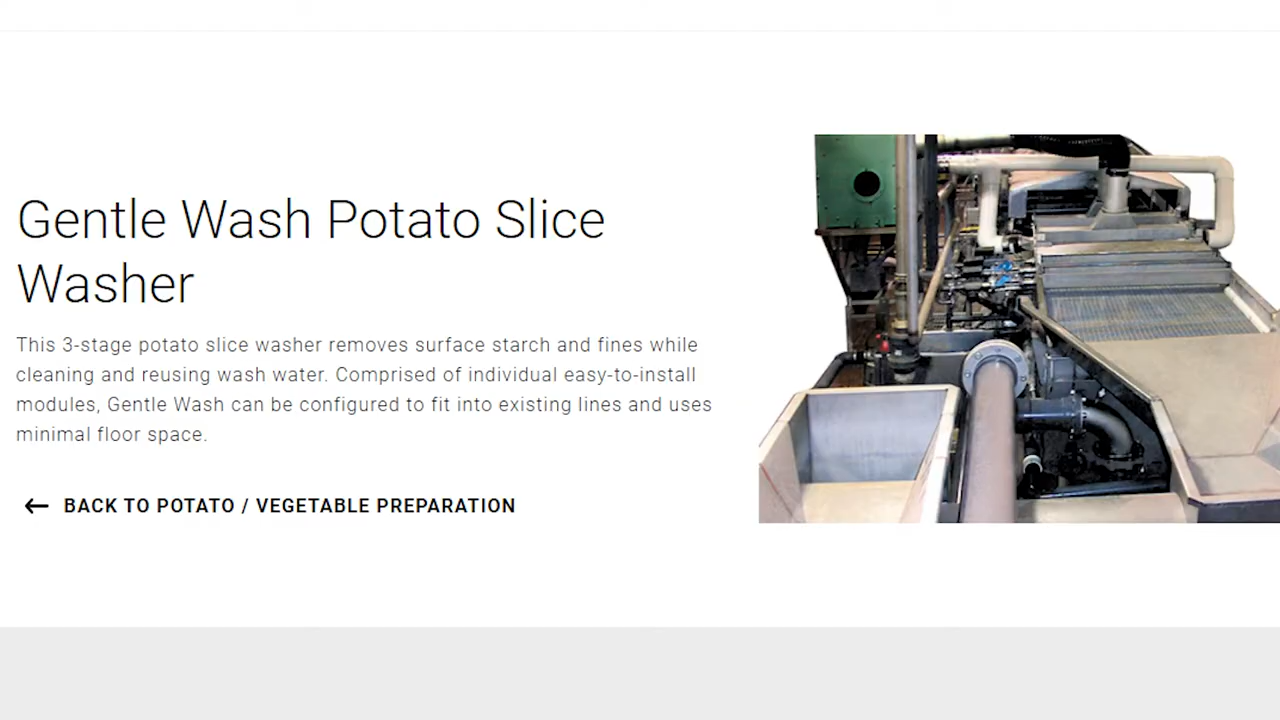 Gentle Wash Potato Slice
Washer
This 3-stage potato slice washer removes surface starch and fines while
cleaning and reusing wash water. Comprised of individual easy-to-install
modules, Gentle Wash can be configured to fit into existing lines and uses
minimal floor space.
← BACK TO POTATO / VEGETABLE PREPARATION